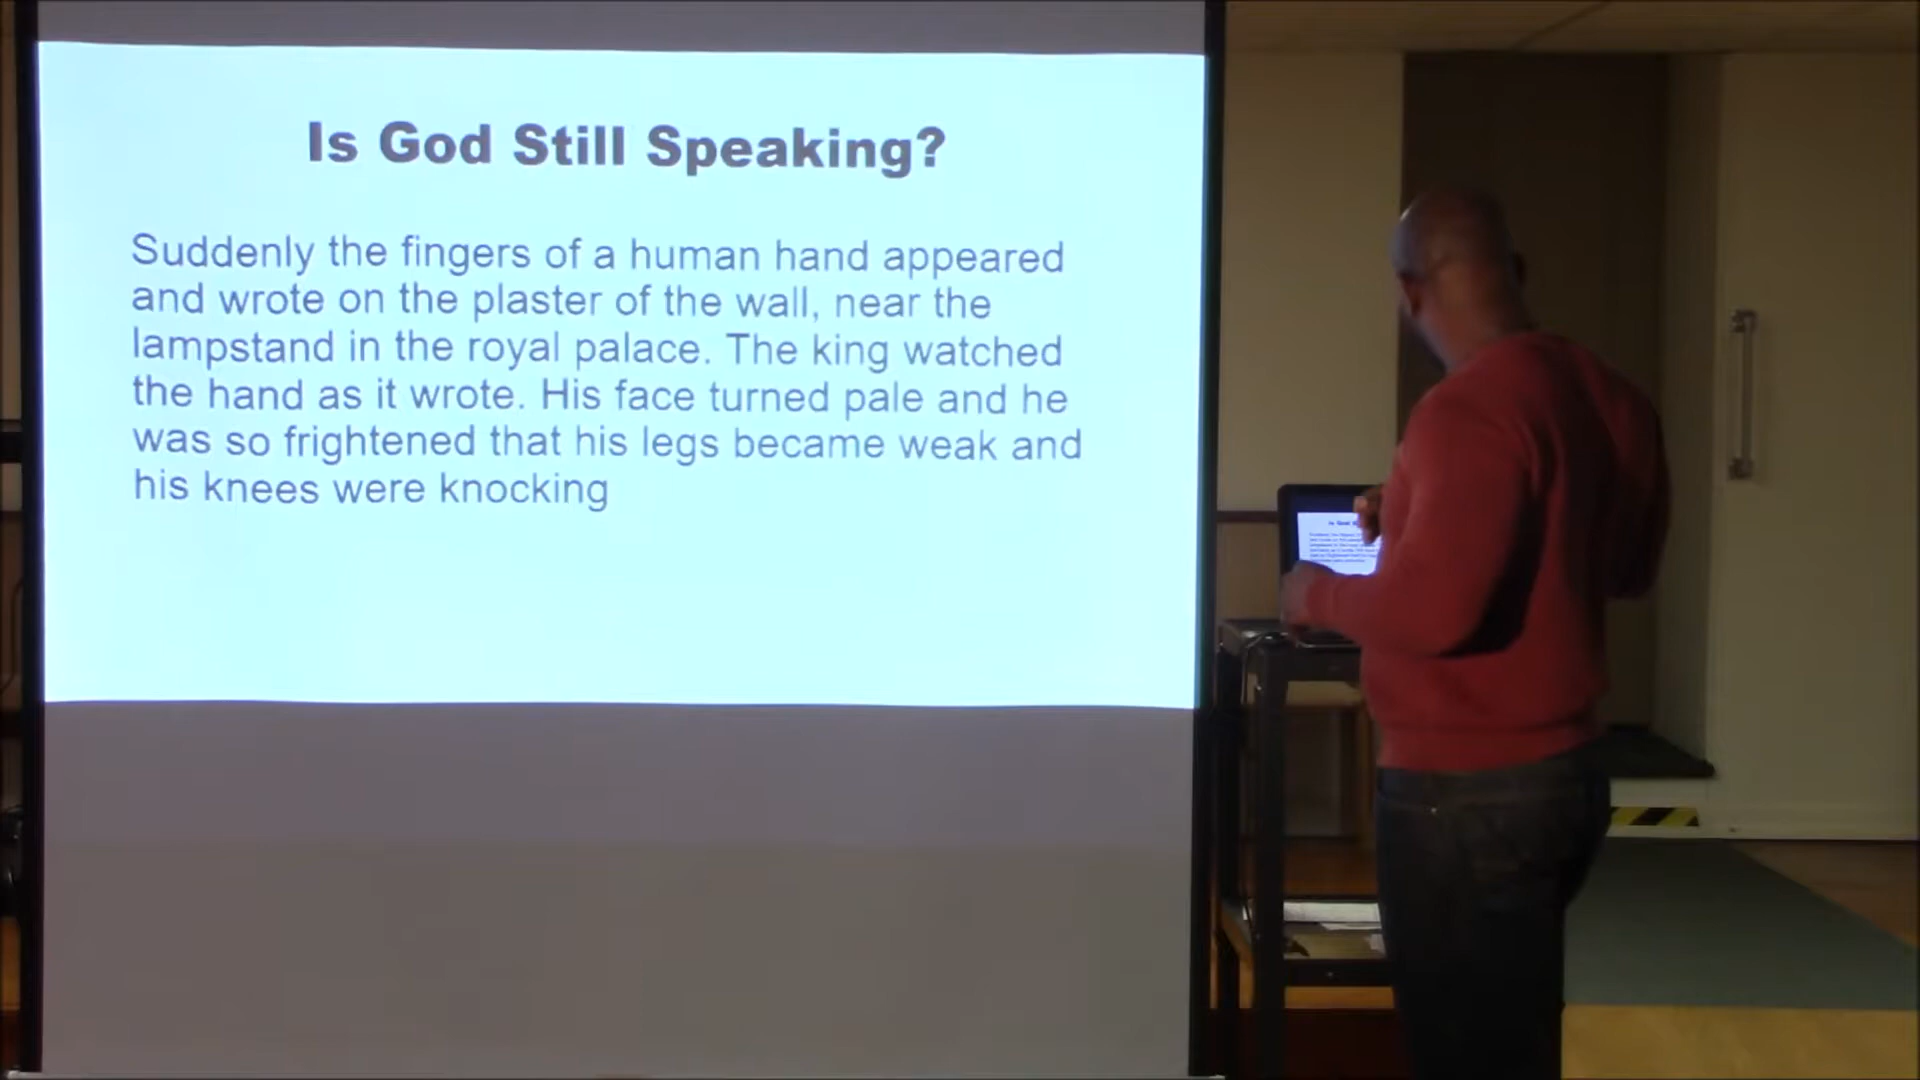 Is God Still Speaking?
Suddenly the fingers of a human hand appeared
and wrote on the plaster of the wall, near the
lampstand in the royal palace. The king watched
the hand as it wrote. His face turned pale and he
was so frightened that his legs became weak and
his knees were knocking